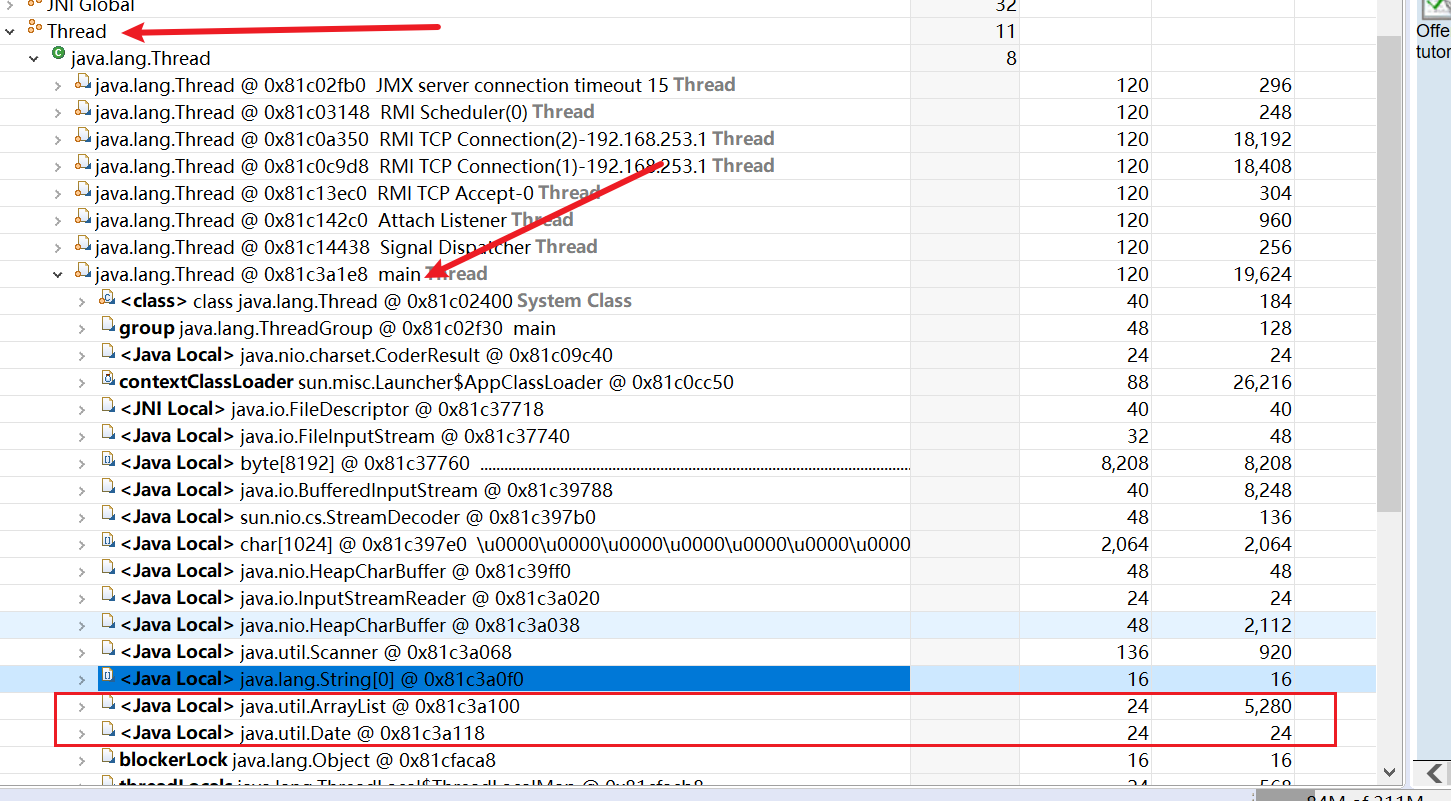 JNI Global 32
Thread 11
java.lang.Thread 8
java.lang.Thread @ 0x81c02fb0 JMX server connection timeout 15 Thread 120 296
java.lang.Thread @ 0x81c03148 RMI Scheduler(0) Thread 120 248
java.lang.Thread @ 0x81c0a350 RMI TCP Connection(2)-192.168.253.1 Thread 120 18,192
java.lang.Thread @ 0x81c0c9d8 RMI TCP Connection(1)-192.168.253.1 Thread 120 18,408
java.lang.Thread @ 0x81c13ec0 RMI TCP Accept-0 Thread 120 304
java.lang.Thread @ 0x81c142c0 Attach Listener Thread 120 960
java.lang.Thread @ 0x81c14438 Signal Dispatcher Thread 120 256
java.lang.Thread @ 0x81c3a1e8 main Thread 120 19,624
<class> class java.lang.Thread @ 0x81c02400 System Class 40 184
group java.lang.ThreadGroup @ 0x81c02f30 main 48 128
<Java Local> java.nio.charset.CoderResult @ 0x81c09c40 24 24
contextClassLoader sun.misc.Launcher$AppClassLoader @ 0x81c0cc50 88 26,216
<JNI Local> java.io.FileDescriptor @ 0x81c37718 40 40
<Java Local> java.io.FileInputStream @ 0x81c37740 32 48
<Java Local> byte[8192] @ 0x81c37760 ........................................................................................................ 8,208 8,208
<Java Local> java.io.BufferedInputStream @ 0x81c39788 40 8,248
<Java Local> sun.nio.cs.StreamDecoder @ 0x81c397b0 48 136
<Java Local> char[1024] @ 0x81c397e0 \u0000\u0000\u0000\u0000\u0000\u0000\u0000 2,064 2,064
<Java Local> java.nio.HeapCharBuffer @ 0x81c39ff0 48 48
<Java Local> java.io.InputStreamReader @ 0x81c3a020 24 24
<Java Local> java.nio.HeapCharBuffer @ 0x81c3a038 48 2,112
<Java Local> java.util.Scanner @ 0x81c3a068 136 920
<Java Local> java.lang.String[0] @ 0x81c3a0f0 16 16
<Java Local> java.util.ArrayList @ 0x81c3a100 24 5,280
<Java Local> java.util.Date @ 0x81c3a118 24 24
blockerLock java.lang.Object @ 0x81cfaca8 16 16
threadLocals java.lang.ThreadLocal$ThreadLocalMap @ 0x81cfacb8 24 568
84M of 311M
Offe
tutor